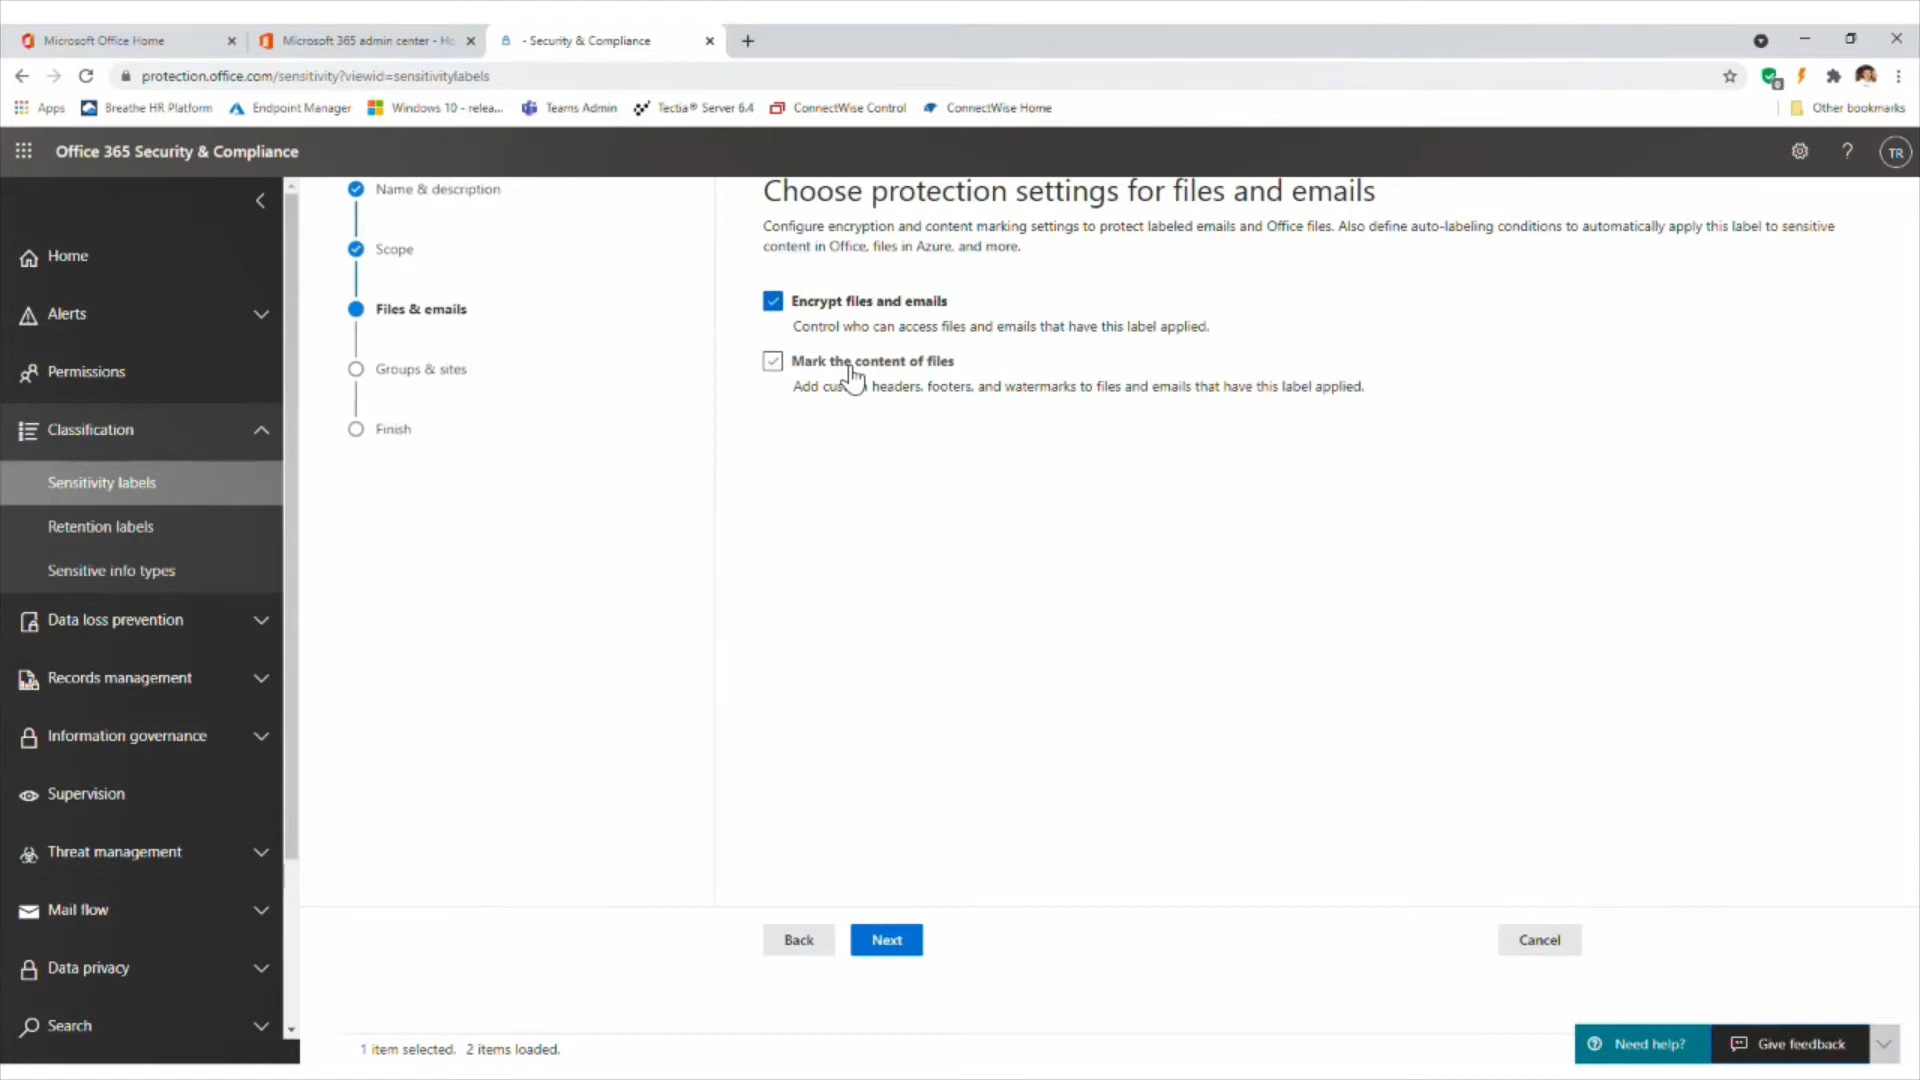 Microsoft Office Home
Microsoft 365 admin center - Ho
- Security & Compliance
protection.office.com/sensitivity?viewid=sensitivitylabels
Apps
Breathe HR Platform
Endpoint Manager
Windows 10 - relea...
Teams Admin
Tectia® Server 6.4
ConnectWise Control
ConnectWise Home
Other bookmarks
Office 365 Security & Compliance
?
TR
Home
Alerts
Permissions
Classification
Sensitivity labels
Retention labels
Sensitive info types
Data loss prevention
Records management
Information governance
Supervision
Threat management
Mail flow
Data privacy
Search
Name & description
Scope
Files & emails
Groups & sites
Finish
Choose protection settings for files and emails
Configure encryption and content marking settings to protect labeled emails and Office files. Also define auto-labeling conditions to automatically apply this label to sensitive
content in Office, files in Azure, and more.
Encrypt files and emails
Control who can access files and emails that have this label applied.
Mark the content of files
Add headers, footers, and watermarks to files and emails that have this label applied.
Back
Next
Cancel
1 item selected. 2 items loaded.
Need help?
Give feedback